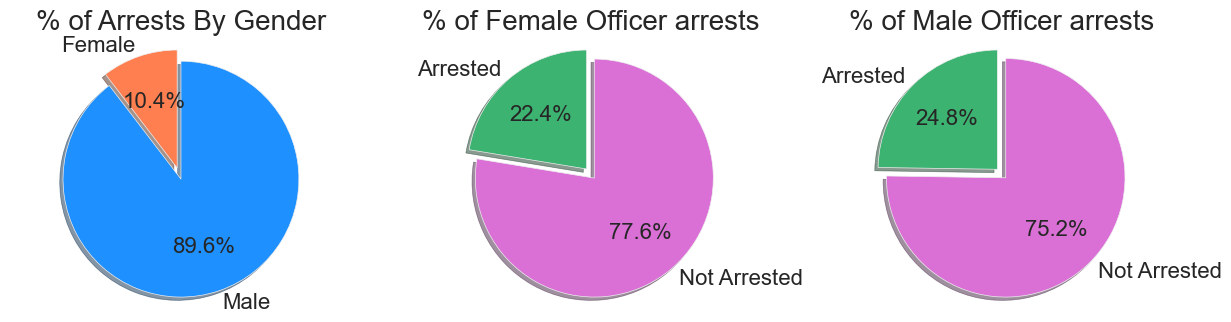 % of Arrests By Gender
Female
10.4%
89.6%
Male
% of Female Officer arrests
Arrested
22.4%
77.6%
Not Arrested
% of Male Officer arrests
Arrested
24.8%
75.2%
Not Arrested